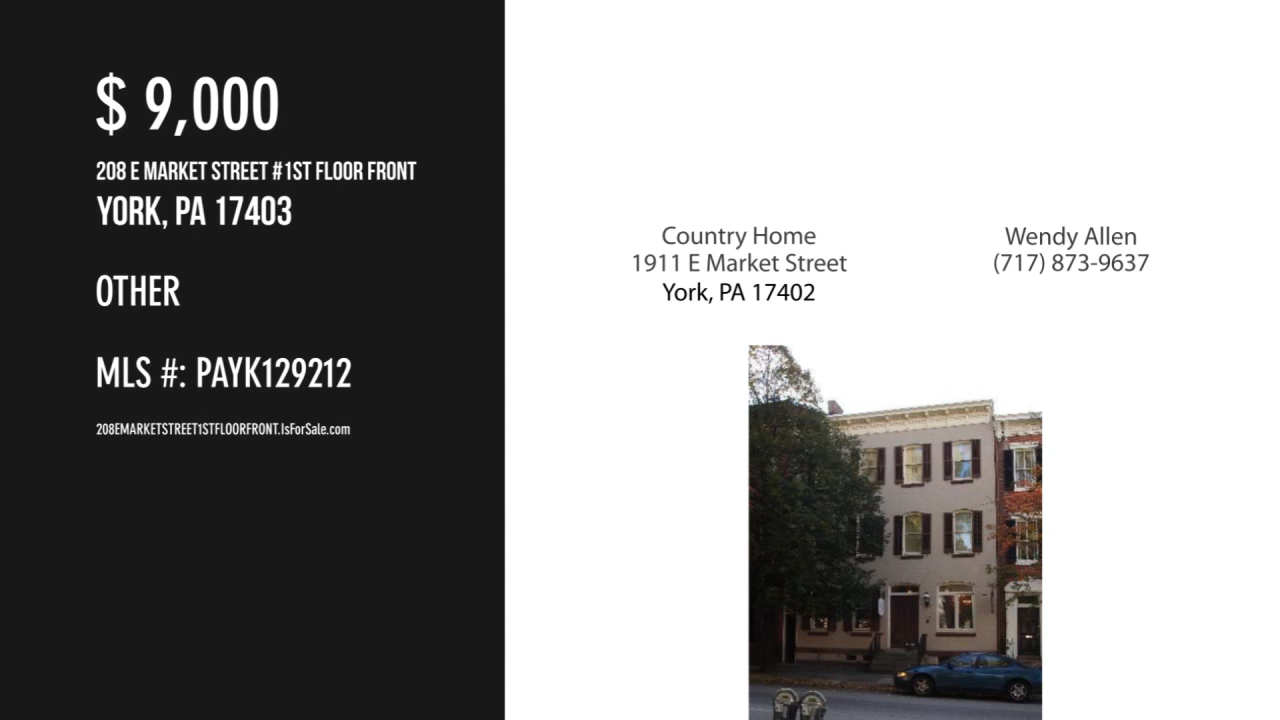 $ 9,000
208 E MARKET STREET #1ST FLOOR FRONT
YORK, PA 17403
OTHER
MLS #: PAYK129212
208EMARKETSTREET1STFLOORFRONT.IsForSale.com
Country Home
1911 E Market Street
York, PA 17402
Wendy Allen
(717) 873-9637